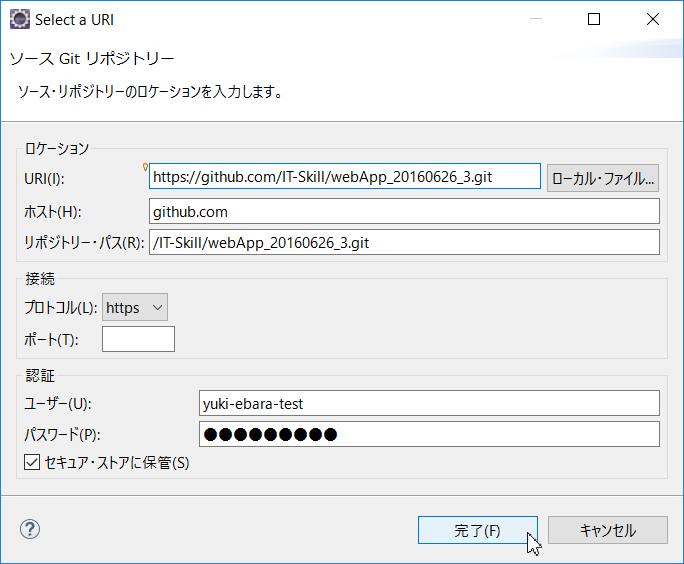 Select a URI
ソース Git リポジトリー
ソース・リポジトリーのロケーションを入力します。
ロケーション
URI(I): https://github.com/IT-Skill/webApp_20160626_3.git ローカル・ファイル...
ホスト(H): github.com
リポジトリー・パス(R): /IT-Skill/webApp_20160626_3.git
接続
プロトコル(L): https
ポート(T):
認証
ユーザー(U): yuki-ebara-test
パスワード(P): ●●●●●●●●●
セキュア・ストアに保管(S)
完了(F) キャンセル